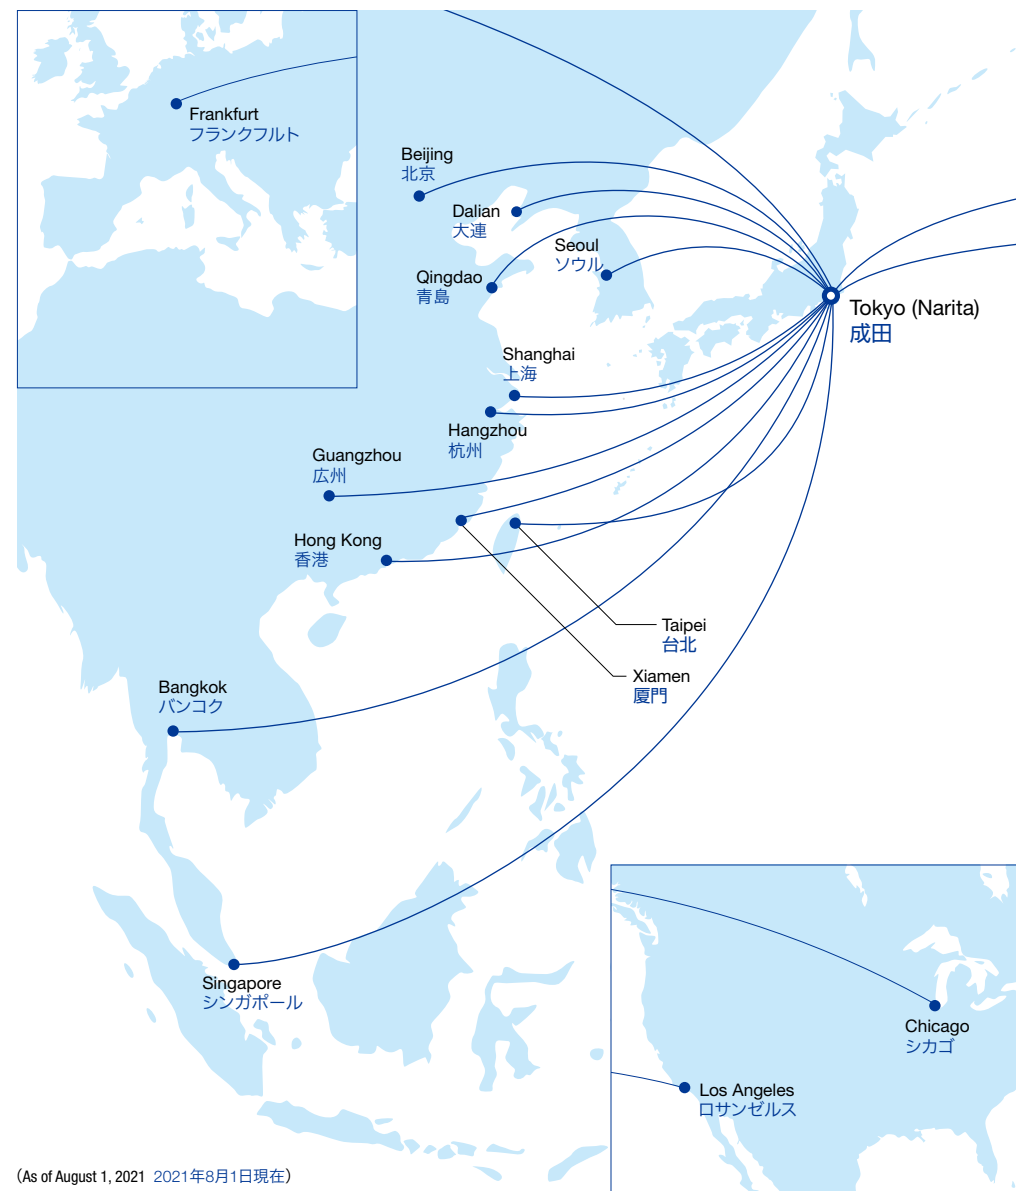 Frankfurt
フランクフルト
Beijing
北京
Dalian
大連
Seoul
ソウル
Qingdao
青島
Tokyo (Narita)
成田
Shanghai
上海
Hangzhou
杭州
Guangzhou
広州
Hong Kong
香港
Taipei
台北
Xiamen
厦門
Bangkok
バンコク
Singapore
シンガポール
Chicago
シカゴ
Los Angeles
ロサンゼルス
（As of August 1, 2021 2021年8月1日現在）